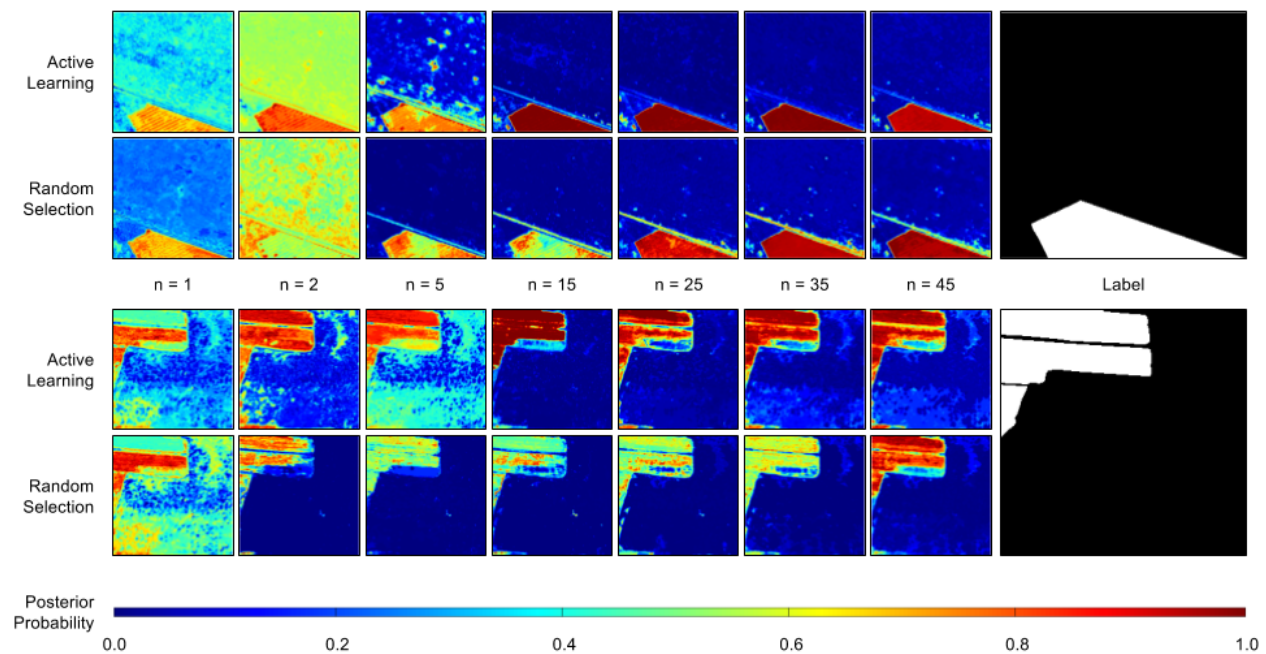 Active
Learning
Random
Selection
n = 1 n = 2 n = 5 n = 15 n = 25 n = 35 n = 45 Label
Active
Learning
Random
Selection
Posterior
Probability
0.0 0.2 0.4 0.6 0.8 1.0